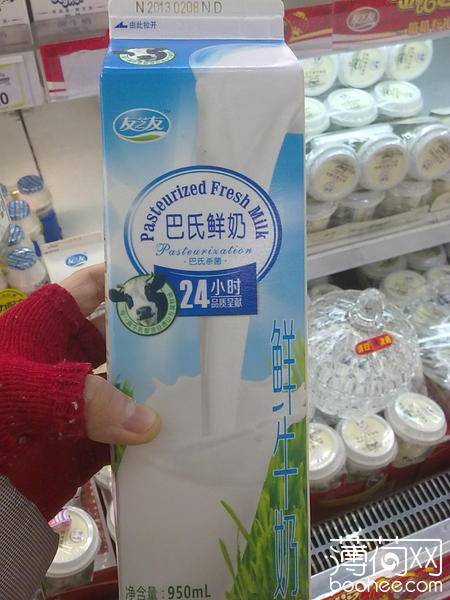 N 2013 0208 N D
由此拉开
友芝友
Pasteurized Fresh Milk
巴氏鲜奶
Pasteurization
·巴氏杀菌·
24小时
品质呈献
鲜牛奶
净含量: 950mL
薄荷
boohee.com